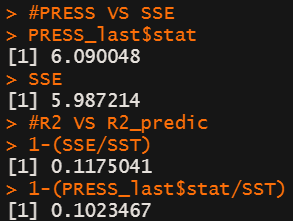 > #PRESS VS SSE
> PRESS_last$stat
[1] 6.090048
> SSE
[1] 5.987214
> #R2 VS R2_predic
> 1-(SSE/SST)
[1] 0.1175041
> 1-(PRESS_last$stat/SST)
[1] 0.1023467